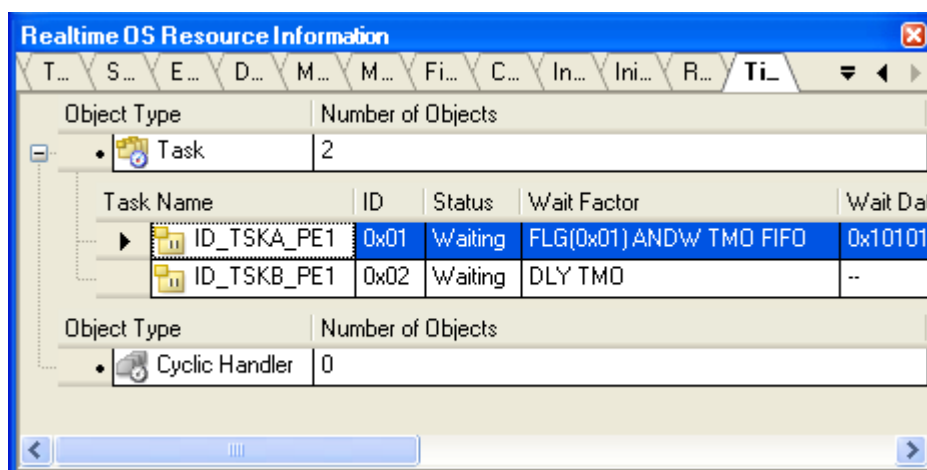 Realtime OS Resource Information
T... S... E... D... M... M... Fi... C... In... Ini... R... Ti...
Object Type Number of Objects
Task 2
Task Name ID Status Wait Factor Wait Da
ID_TSKA_PE1 0x01 Waiting FLG(0x01) ANDW TMO FIFO 0x10101
ID_TSKB_PE1 0x02 Waiting DLY TMO --
Object Type Number of Objects
Cyclic Handler 0